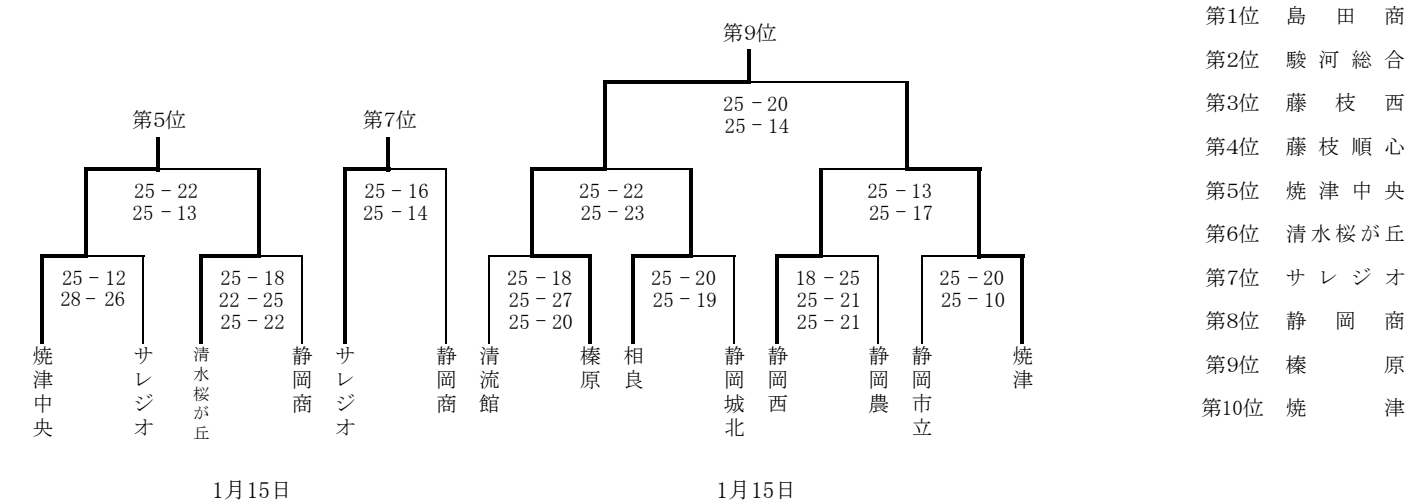 第5位
25－22
25－13
25－12
28－26
25－18
22－25
25－22
焼津中央
サレジオ
清水桜が丘
静岡商
第7位
25－16
25－14
サレジオ
静岡商
第9位
25－20
25－14
25－22
25－23
25－13
25－17
25－18
25－27
25－20
25－20
25－19
18－25
25－21
25－21
25－20
25－10
清流館
榛原
相良
静岡城北
静岡西
静岡農
静岡市立
焼津
1月15日
1月15日
第1位 島田商
第2位 駿河総合
第3位 藤枝西
第4位 藤枝順心
第5位 焼津中央
第6位 清水桜が丘
第7位 サレジオ
第8位 静岡商
第9位 榛原
第10位 焼津